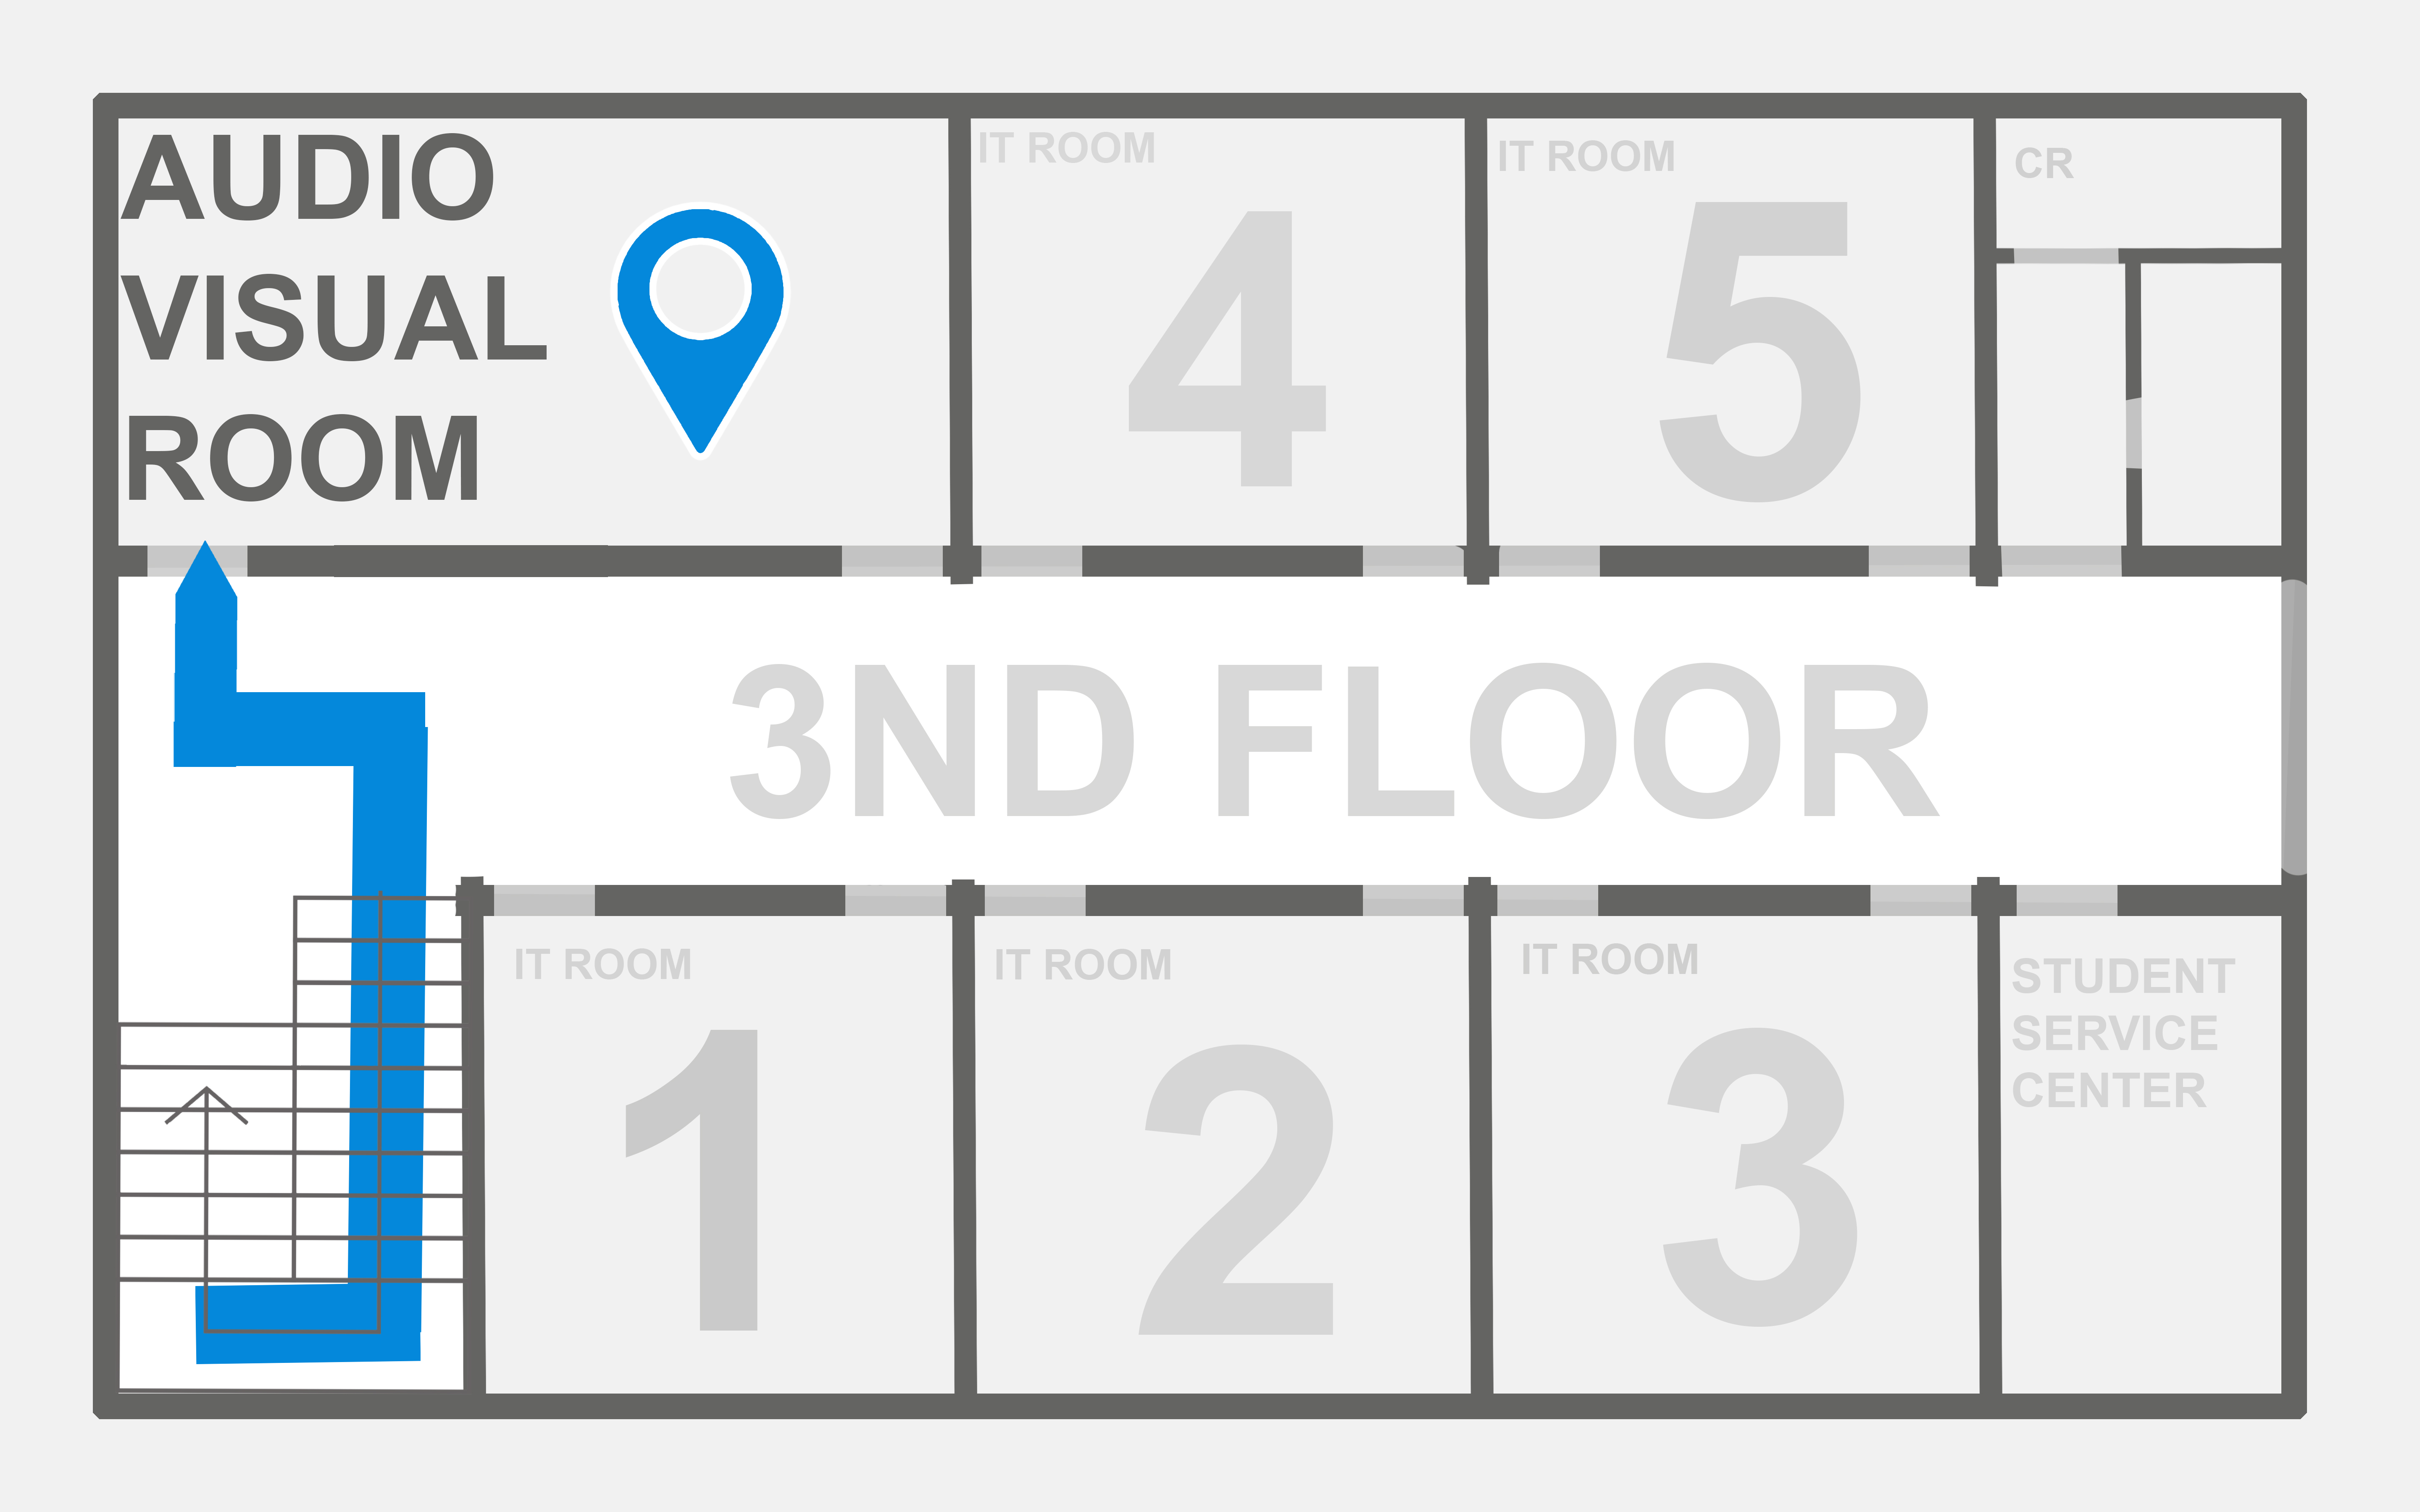 AUDIO
VISUAL
ROOM
IT ROOM
4
IT ROOM
5
CR
3ND FLOOR
IT ROOM
1
IT ROOM
2
IT ROOM
3
STUDENT
SERVICE
CENTER